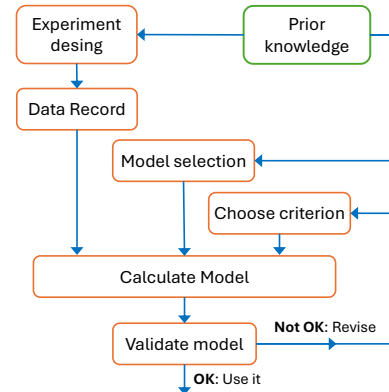 Experiment
desing
Prior
knowledge
Data Record
Model selection
Choose criterion
Calculate Model
Validate model
Not OK: Revise
OK: Use it